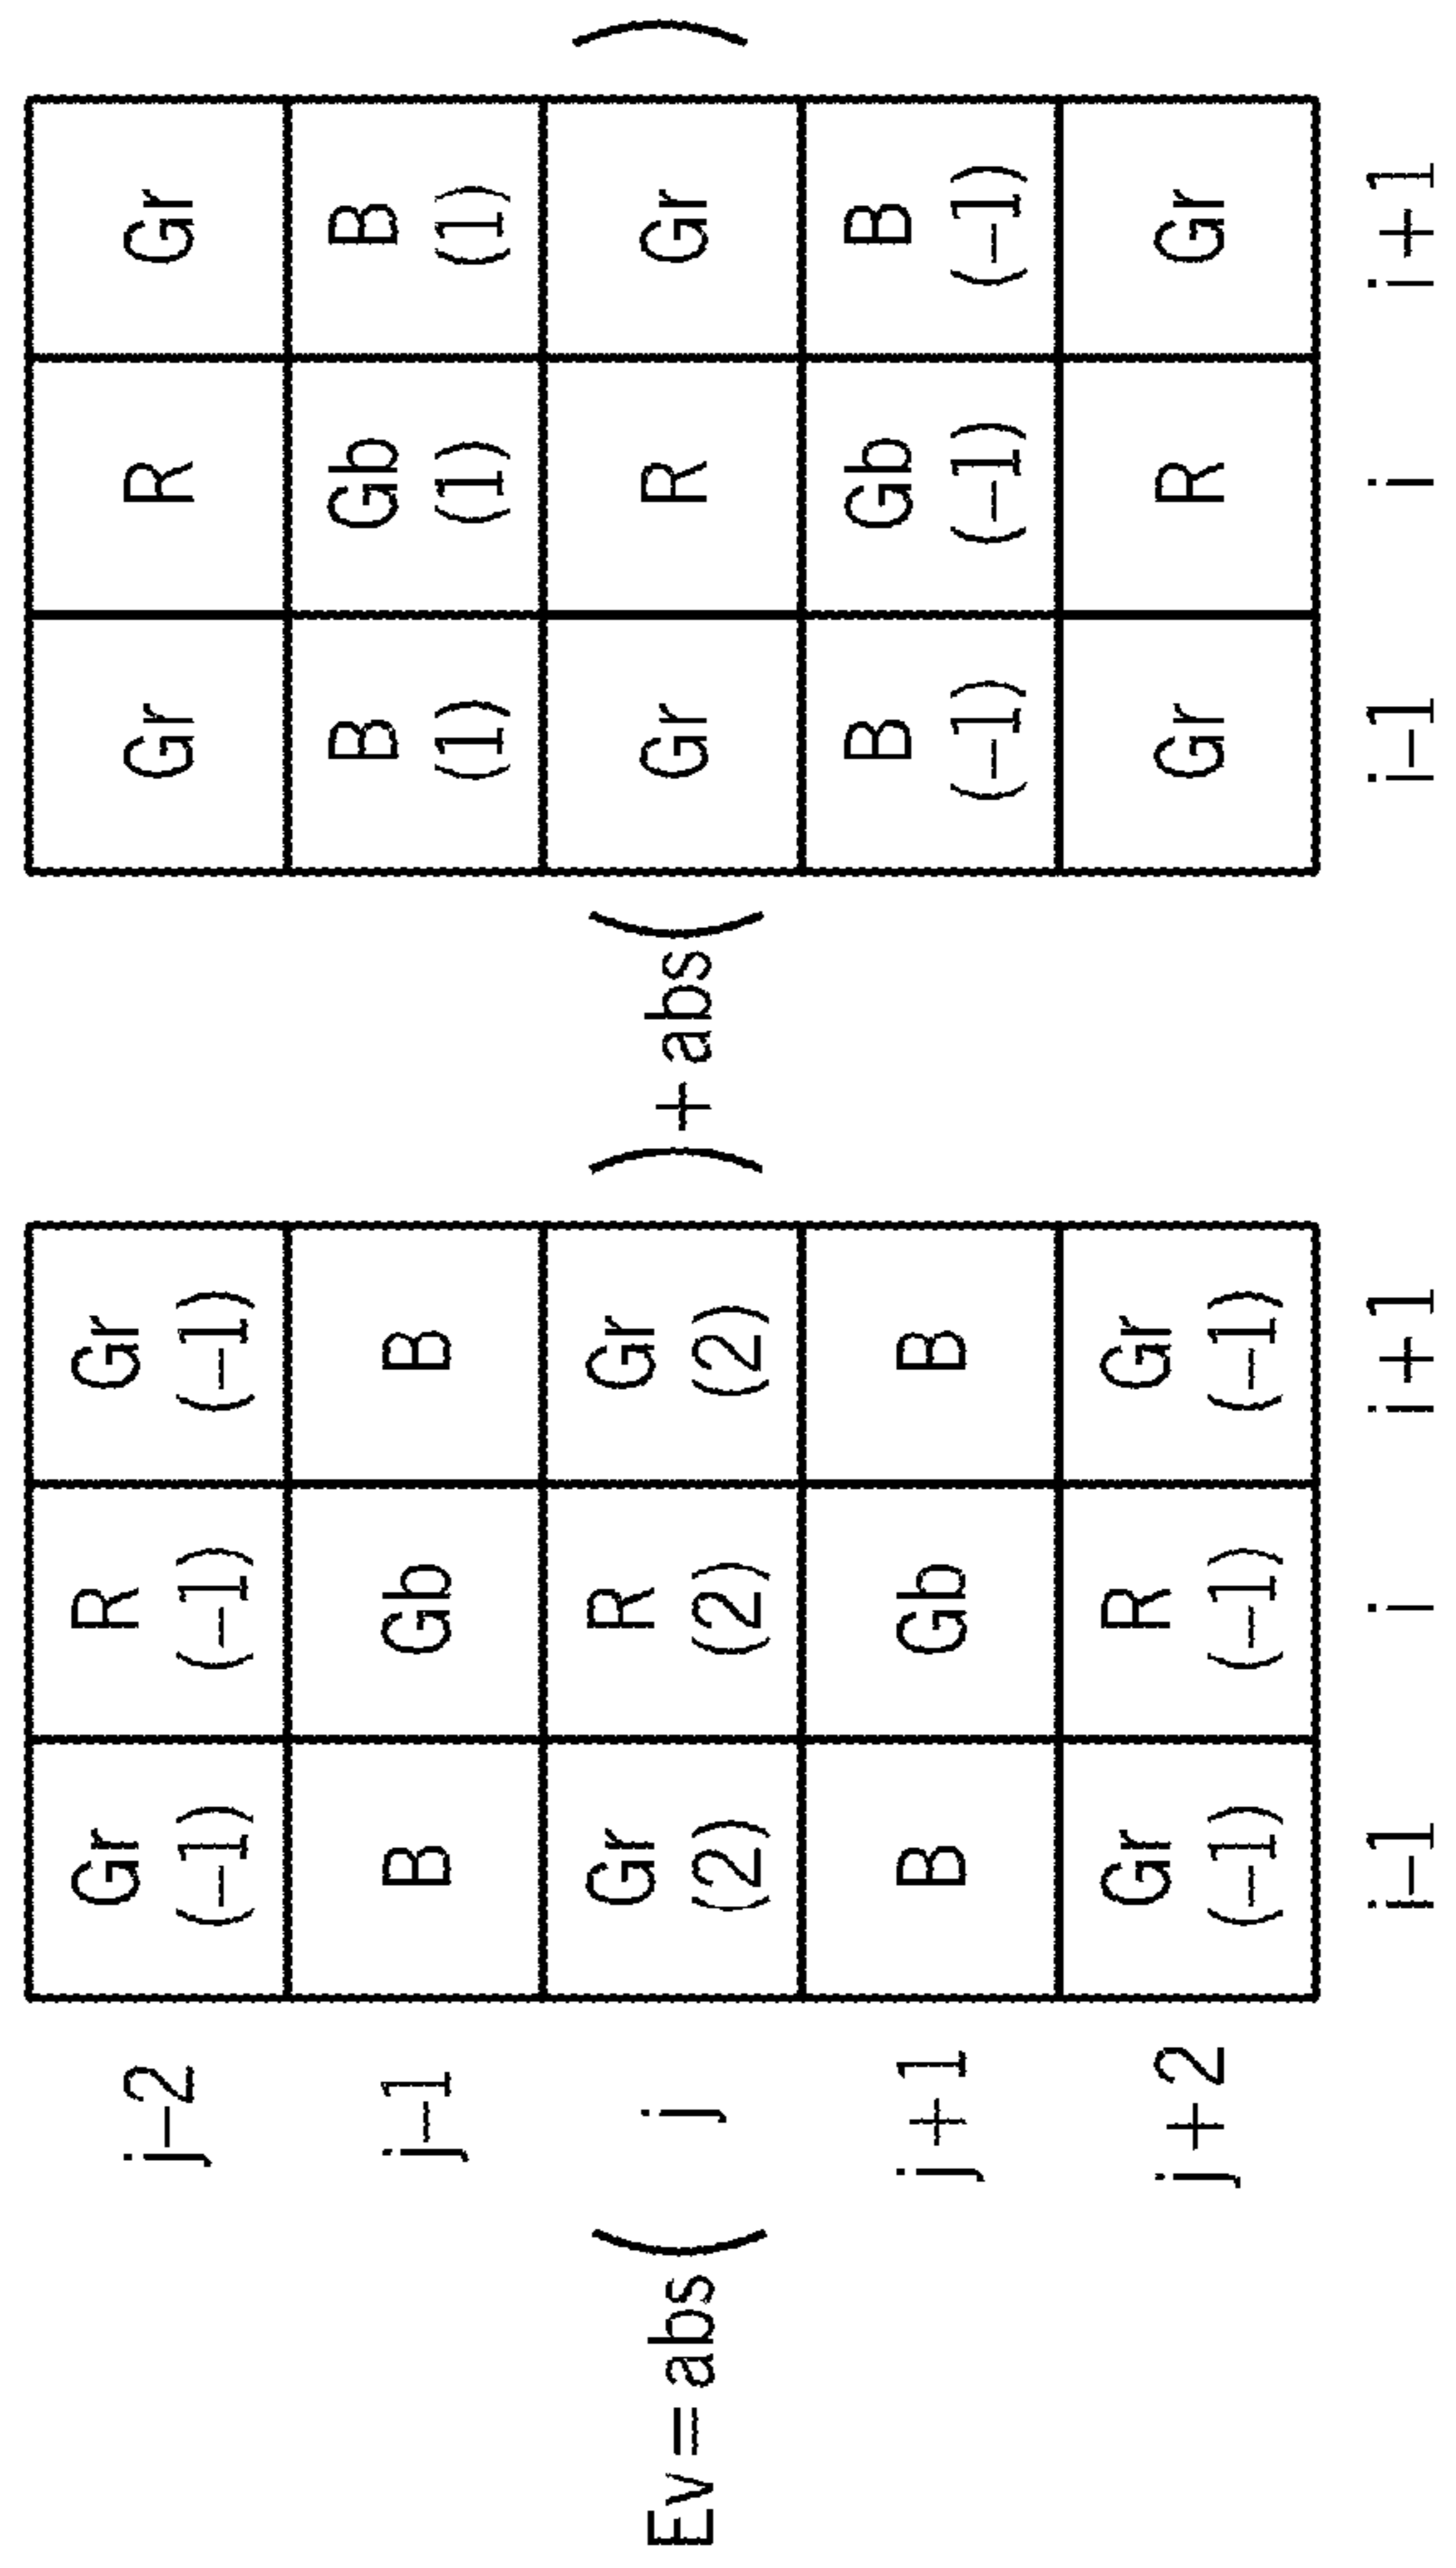 j−2 Gr (−1) R (−1) Gr (−1) Gr R Gr
j−1 B Gb B B (1) Gb (1) B (1)
Ev = abs( j Gr (2) R (2) Gr (2) ) + abs( Gr R Gr )
j+1 B Gb B B (−1) Gb (−1) B (−1)
j+2 Gr (−1) R (−1) Gr (−1) Gr R Gr
i−1 i i+1 i−1 i i+1